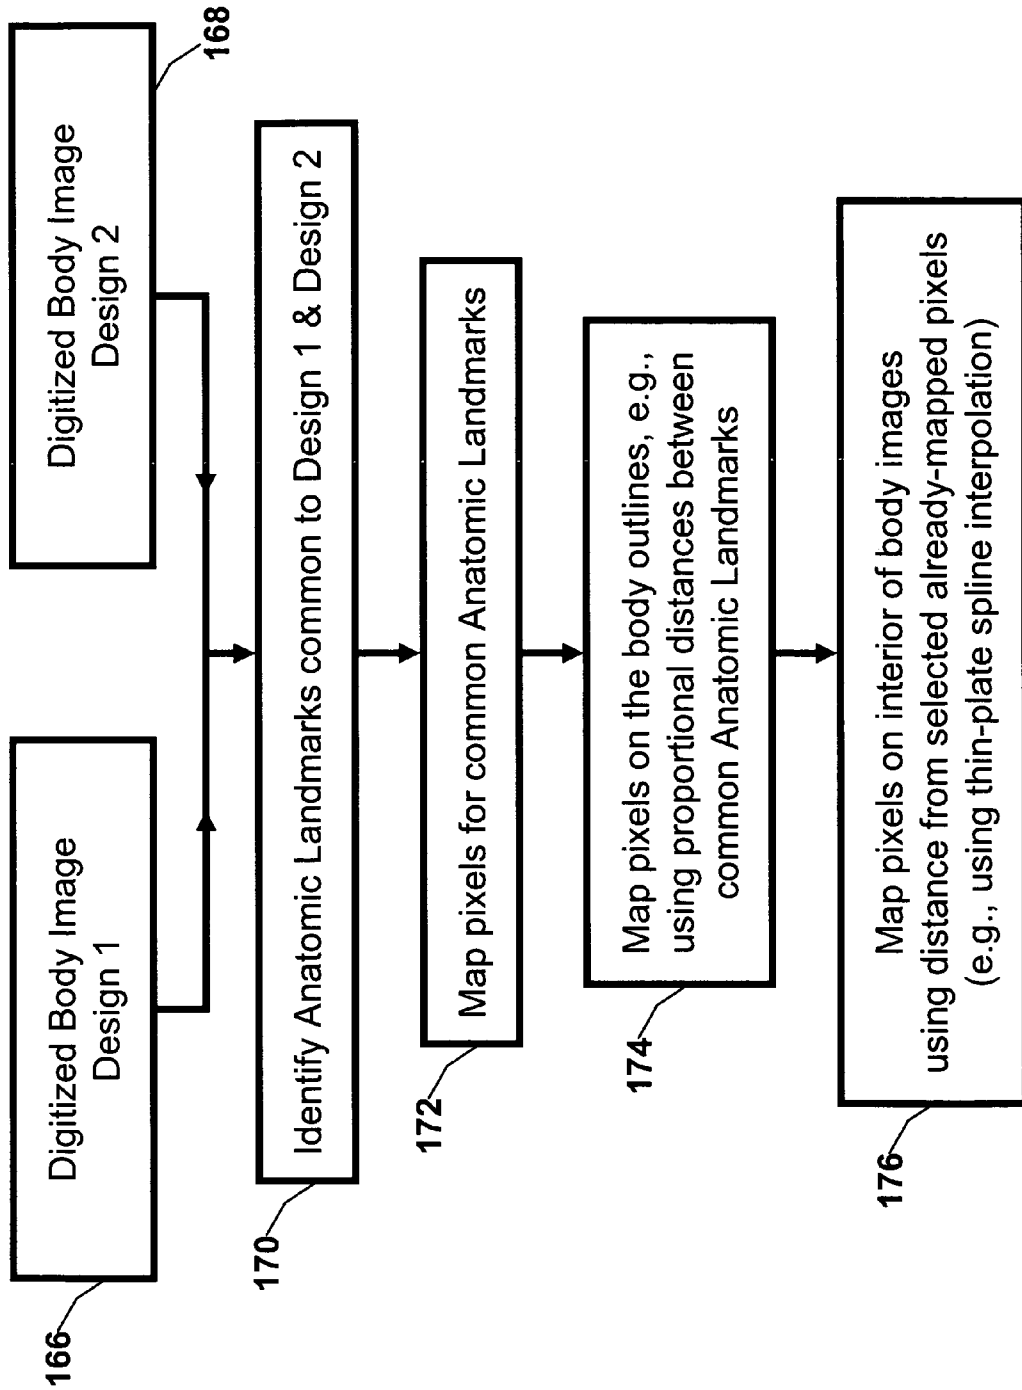 Digitized Body Image
Design 1
166
Digitized Body Image
Design 2
168
Identify Anatomic Landmarks common to Design 1 & Design 2
170
Map pixels for common Anatomic Landmarks
172
Map pixels on the body outlines, e.g.,
using proportional distances between
common Anatomic Landmarks
174
Map pixels on interior of body images
using distance from selected already-mapped pixels
(e.g., using thin-plate spline interpolation)
176